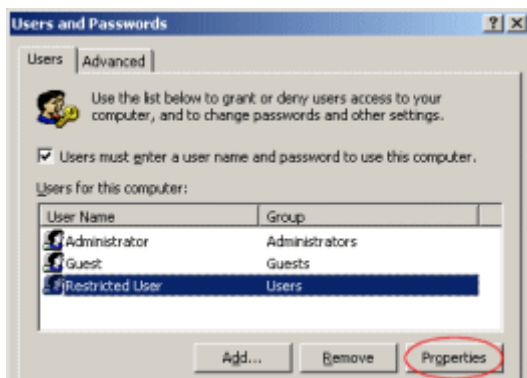 Users and Passwords
Users
Advanced
Use the list below to grant or deny users access to your
computer, and to change passwords and other settings.
Users must enter a user name and password to use this computer.
Users for this computer:
User Name Group
Administrator Administrators
Guest Guests
Restricted User Users
Add... Remove Properties